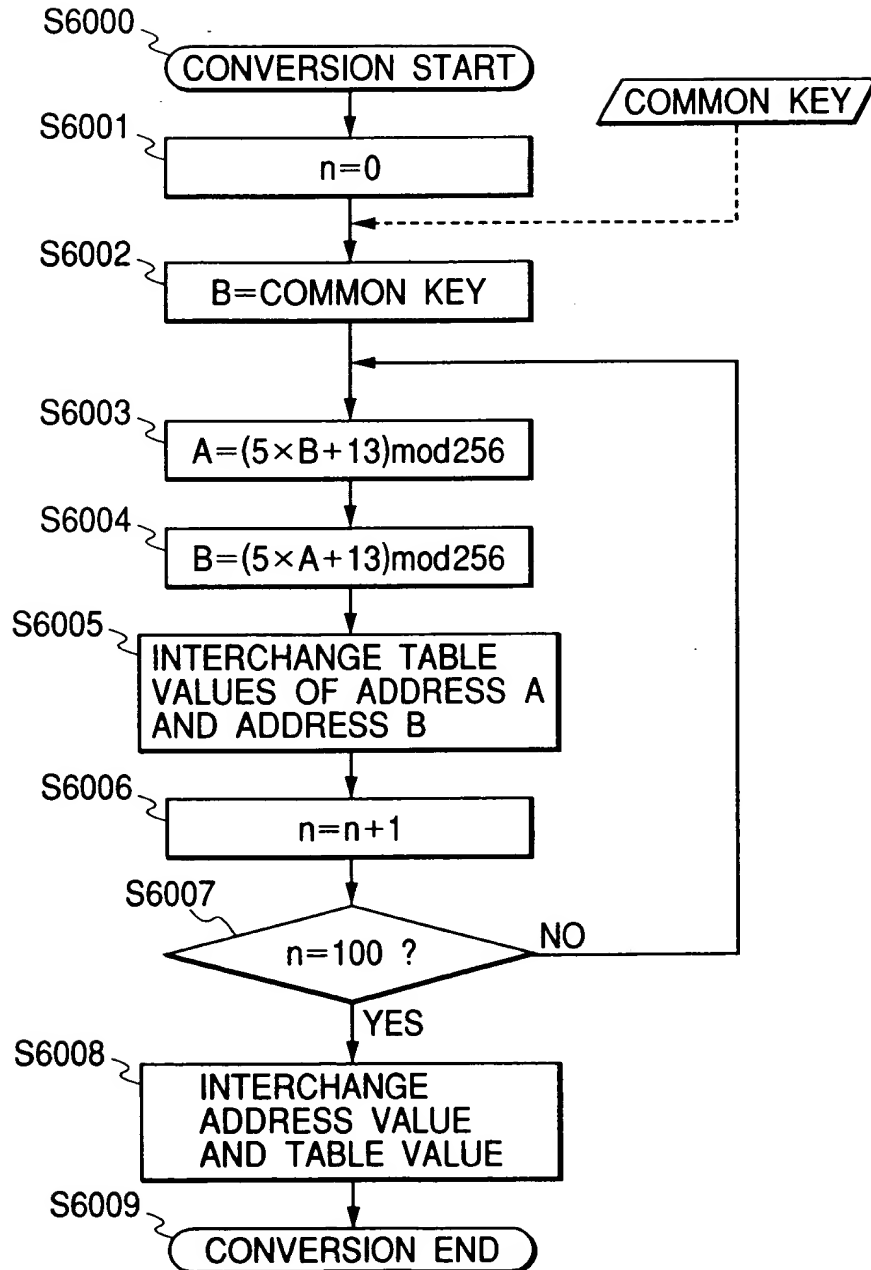 S6000
CONVERSION START
COMMON KEY
S6001
n=0
S6002
B=COMMON KEY
S6003
A=(5×B+13)mod256
S6004
B=(5×A+13)mod256
S6005
INTERCHANGE TABLE
VALUES OF ADDRESS A
AND ADDRESS B
S6006
n=n+1
S6007
n=100 ?
NO
YES
S6008
INTERCHANGE
ADDRESS VALUE
AND TABLE VALUE
S6009
CONVERSION END